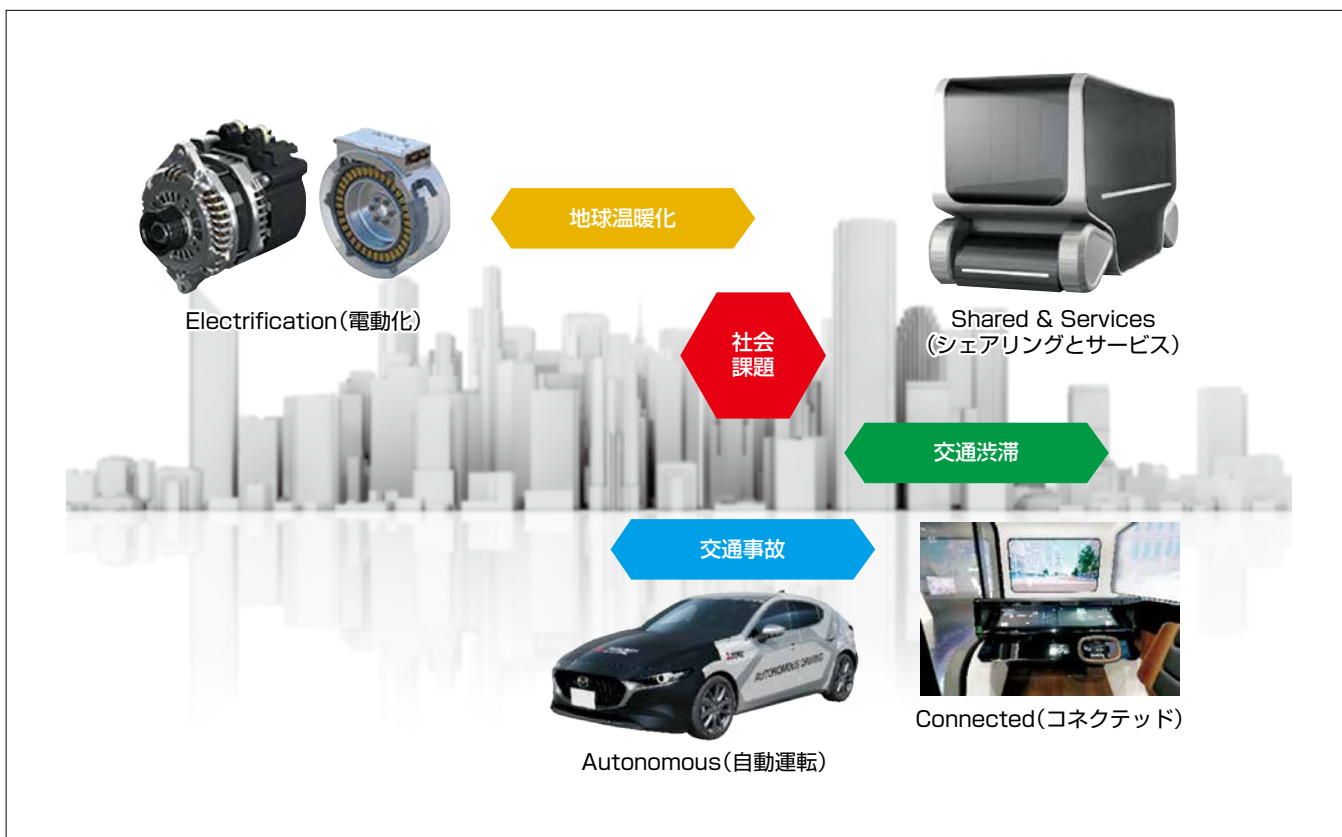 地球温暖化
Electrification(電動化)
Shared & Services
(シェアリングとサービス)
社会
課題
交通渋滞
交通事故
AUTONOMOUS DRIVING
Autonomous(自動運転)
Connected(コネクテッド)